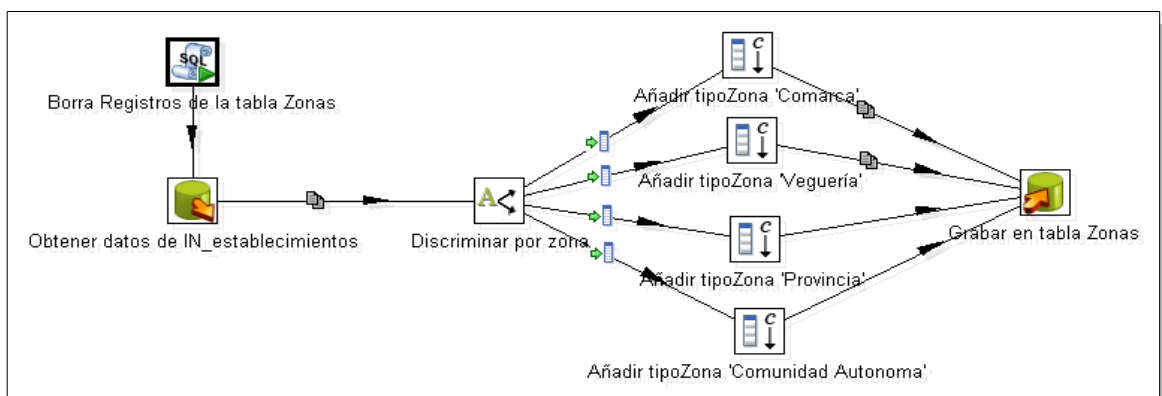 SQL
Borra Registros de la tabla Zonas
Obtener datos de IN_establecimientos
A
Discriminar por zona
C
Añadir tipoZona 'Comarca'
C
Añadir tipoZona 'Veguería'
C
Añadir tipoZona 'Provincia'
C
Añadir tipoZona 'Comunidad Autonoma'
Grabar en tabla Zonas